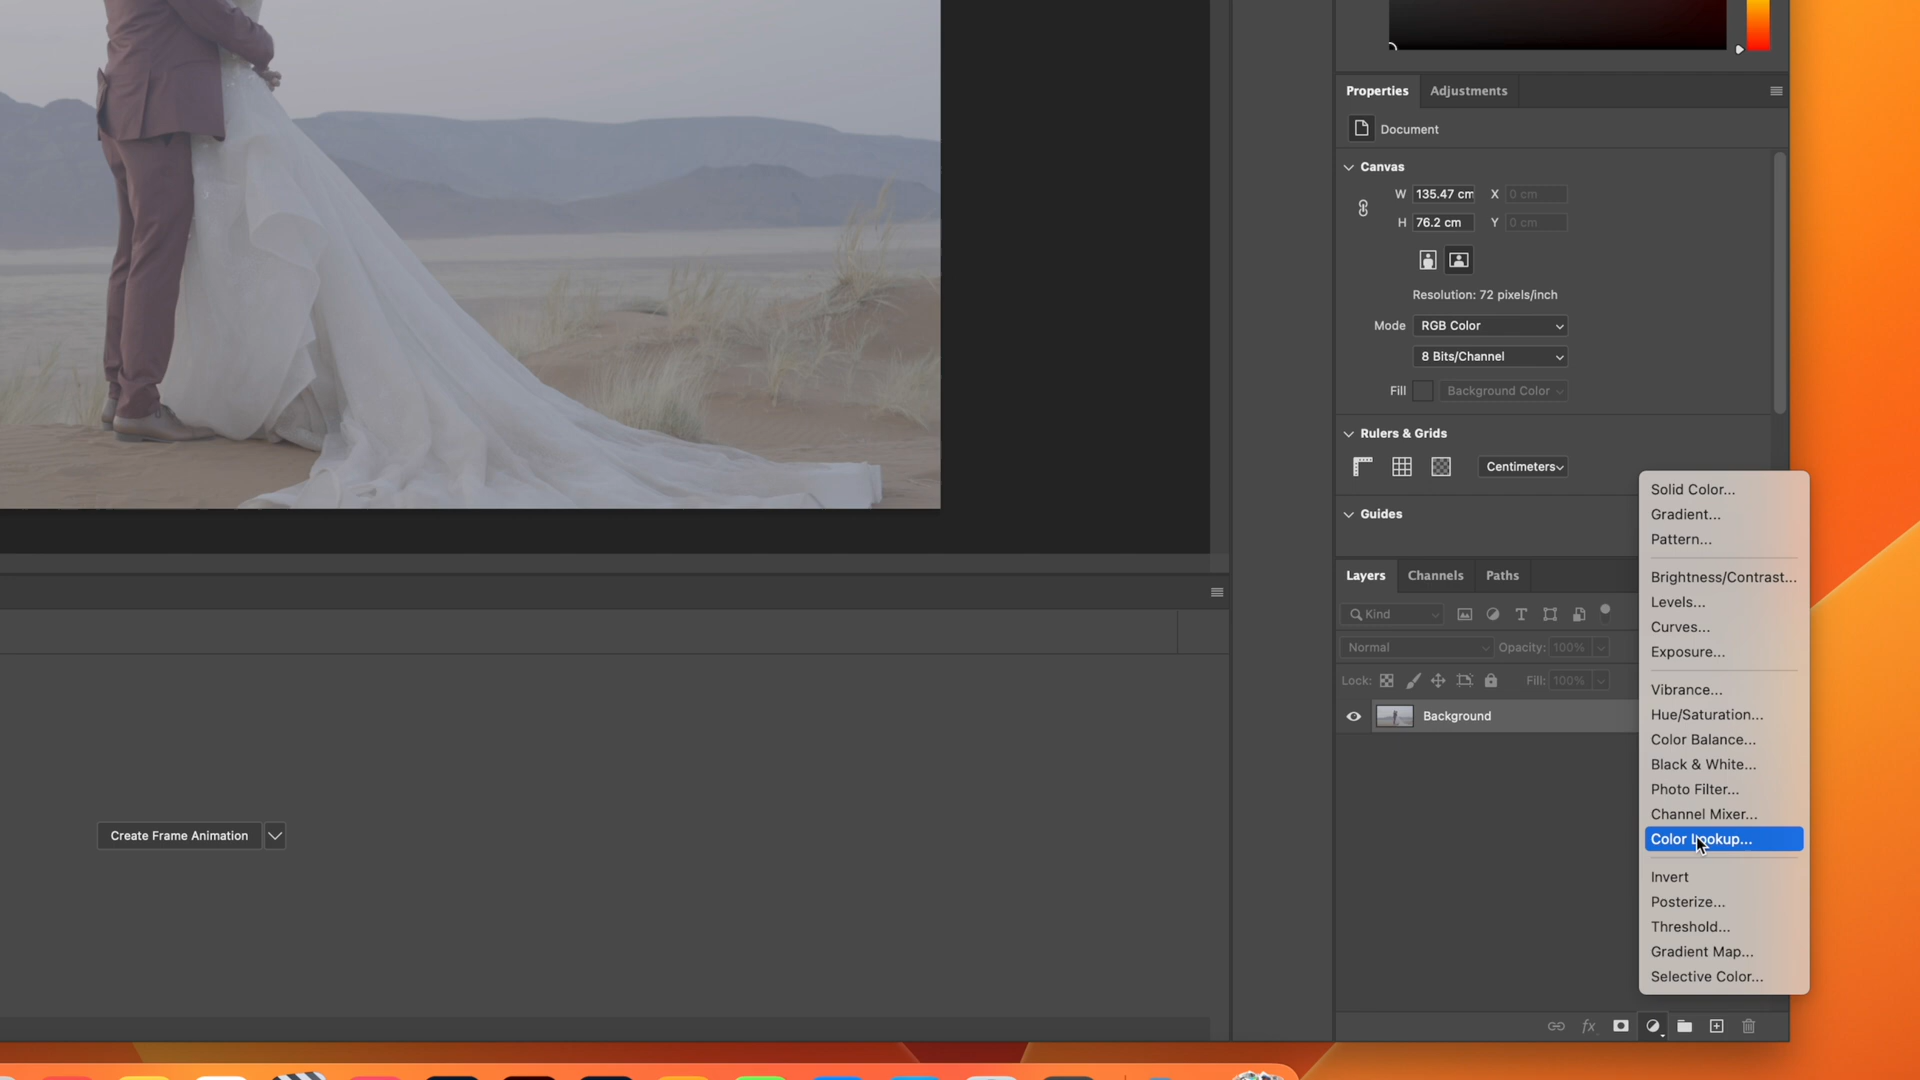 Properties
Adjustments
Document
Canvas
W 135.47 cm X 0 cm
H 76.2 cm Y 0 cm
Resolution: 72 pixels/inch
Mode RGB Color
8 Bits/Channel
Fill Background Color
Rulers & Grids
Centimeters
Guides
Layers Channels Paths
Kind
Normal Opacity: 100%
Lock: Fill: 100%
Background
Solid Color...
Gradient...
Pattern...
Brightness/Contrast...
Levels...
Curves...
Exposure...
Vibrance...
Hue/Saturation...
Color Balance...
Black & White...
Photo Filter...
Channel Mixer...
Color Lookup...
Invert
Posterize...
Threshold...
Gradient Map...
Selective Color...
fx
Create Frame Animation